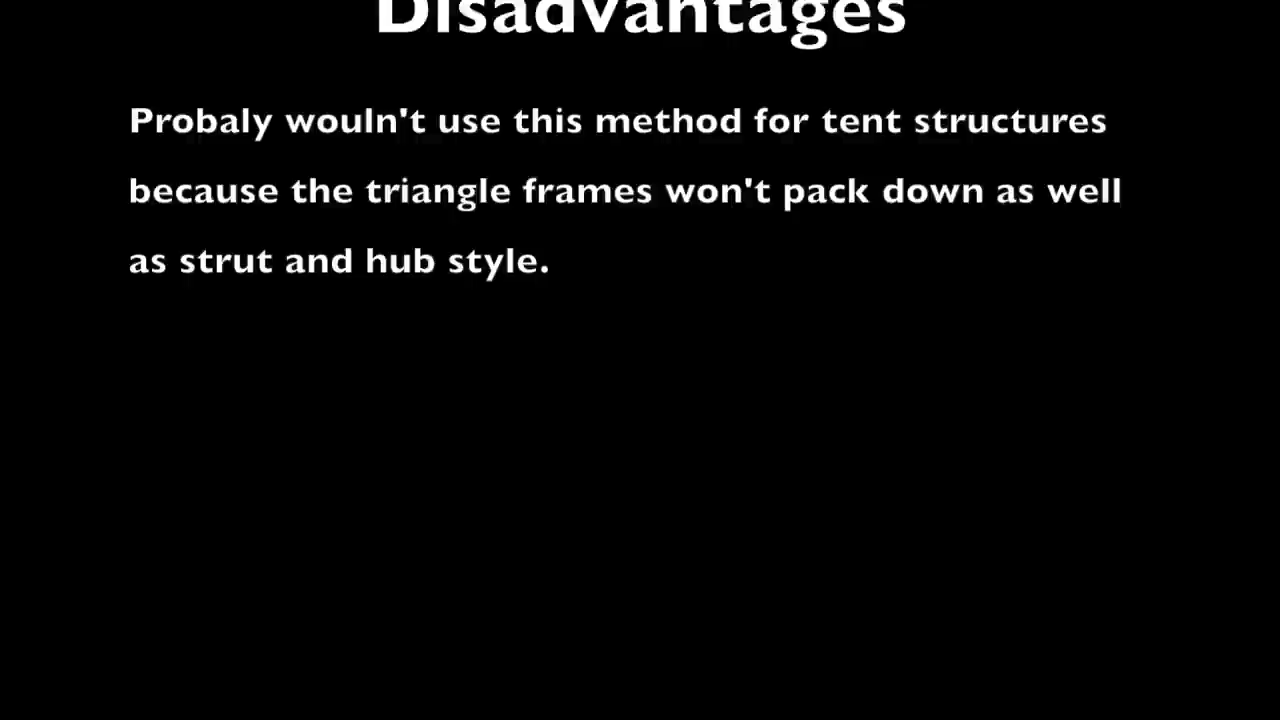 Disadvantages
Probaly wouln't use this method for tent structures
because the triangle frames won't pack down as well
as strut and hub style.